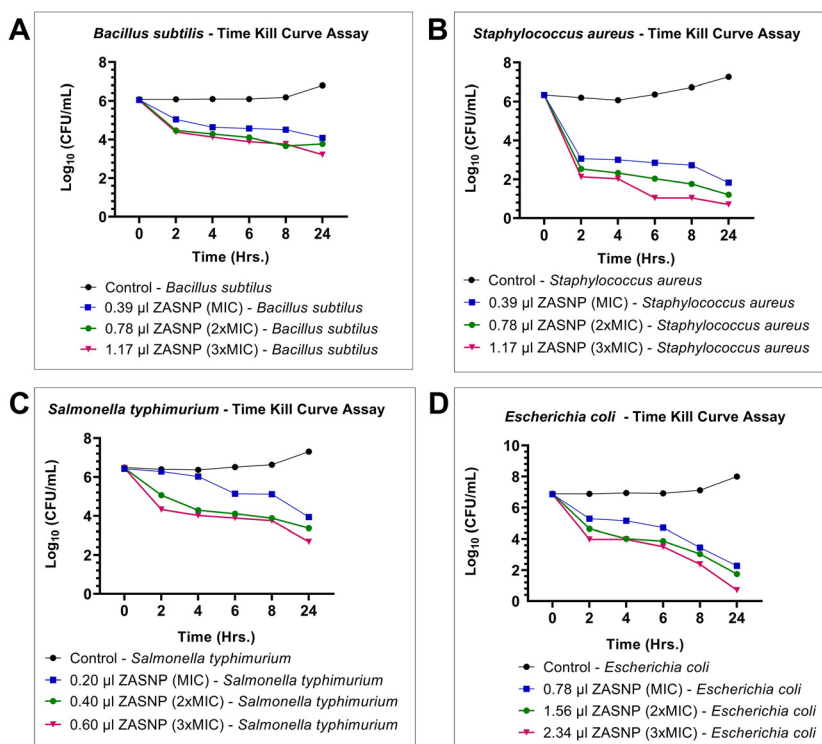 A
Bacillus subtilis - Time Kill Curve Assay
Log10 (CFU/mL)
8
6
4
2
0
0 2 4 6 8 24
Time (Hrs.)
Control - Bacillus subtilus
0.39 µl ZASNP (MIC) - Bacillus subtilus
0.78 µl ZASNP (2xMIC) - Bacillus subtilus
1.17 µl ZASNP (3xMIC) - Bacillus subtilus
B
Staphylococcus aureus - Time Kill Curve Assay
Log10 (CFU/mL)
8
6
4
2
0
0 2 4 6 8 24
Time (Hrs.)
Control - Staphylococcus aureus
0.39 µl ZASNP (MIC) - Staphylococcus aureus
0.78 µl ZASNP (2xMIC) - Staphylococcus aureus
1.17 µl ZASNP (3xMIC) - Staphylococcus aureus
C
Salmonella typhimurium - Time Kill Curve Assay
Log10 (CFU/mL)
8
6
4
2
0
0 2 4 6 8 24
Time (Hrs.)
Control - Salmonella typhimurium
0.20 µl ZASNP (MIC) - Salmonella typhimurium
0.40 µl ZASNP (2xMIC) - Salmonella typhimurium
0.60 µl ZASNP (3xMIC) - Salmonella typhimurium
D
Escherichia coli - Time Kill Curve Assay
Log10 (CFU/mL)
10
8
6
4
2
0
0 2 4 6 8 24
Time (Hrs.)
Control - Escherichia coli
0.78 µl ZASNP (MIC) - Escherichia coli
1.56 µl ZASNP (2xMIC) - Escherichia coli
2.34 µl ZASNP (3xMIC) - Escherichia coli